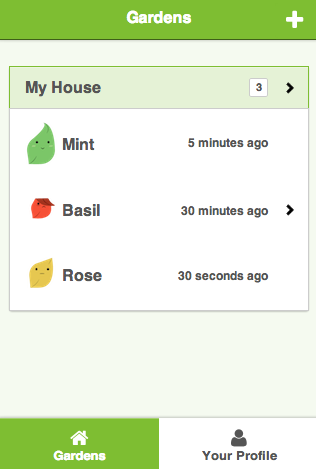 Gardens
My House 3
Mint 5 minutes ago
Basil 30 minutes ago
Rose 30 seconds ago
Gardens Your Profile